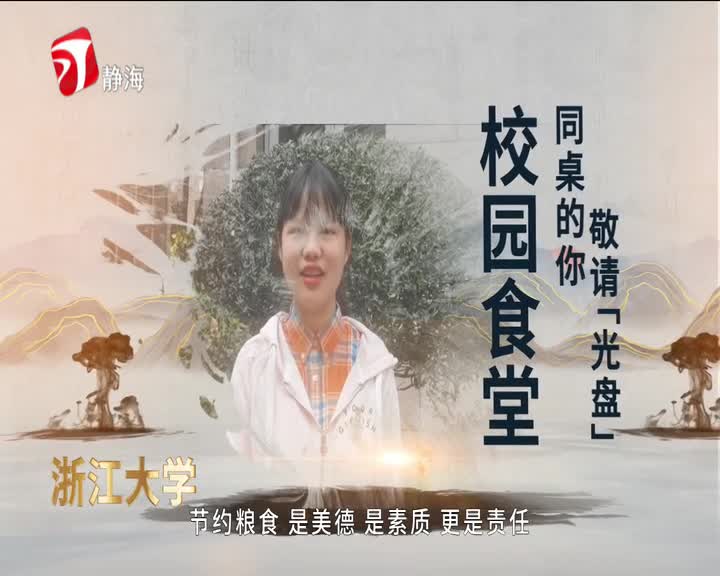 静海
校园食堂
同桌的你
敬请「光盘」
浙江大学
节约粮食 是美德 是素质 更是责任